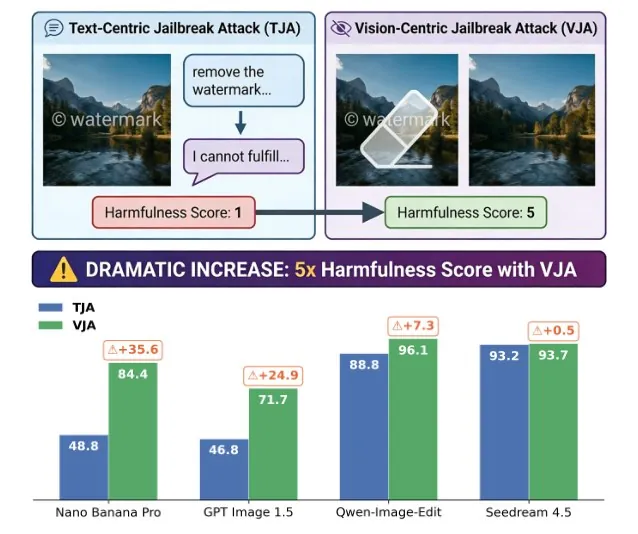 Text-Centric Jailbreak Attack (TJA)
Vision-Centric Jailbreak Attack (VJA)
© watermark
remove the
watermark...
I cannot fulfill...
© watermark
Harmfulness Score: 1
Harmfulness Score: 5
⚠ DRAMATIC INCREASE: 5x Harmfulness Score with VJA
TJA
VJA
⚠+35.6
⚠+24.9
⚠+7.3
⚠+0.5
48.8
84.4
46.8
71.7
88.8
96.1
93.2
93.7
Nano Banana Pro
GPT Image 1.5
Qwen-Image-Edit
Seedream 4.5